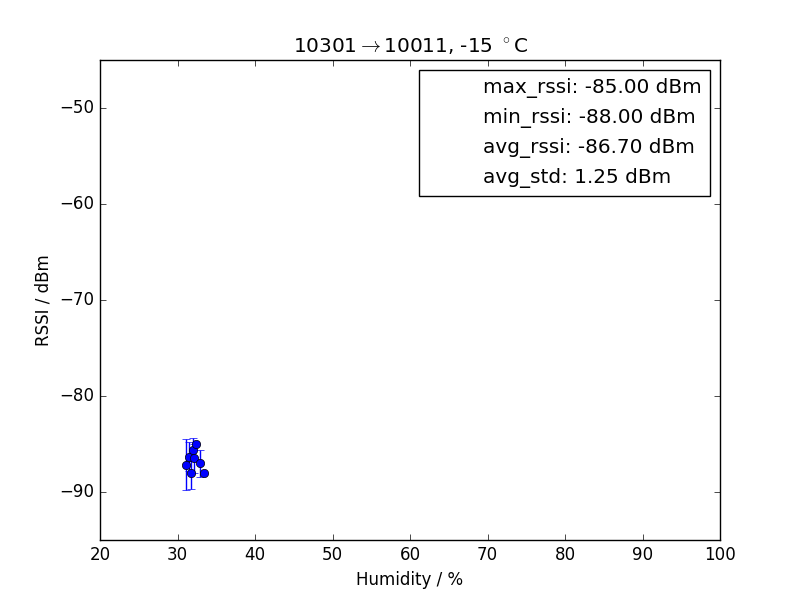 10301→10011, -15 °C
max_rssi: -85.00 dBm
min_rssi: -88.00 dBm
avg_rssi: -86.70 dBm
avg_std: 1.25 dBm
RSSI / dBm
−50
−60
−70
−80
−90
20 30 40 50 60 70 80 90 100
Humidity / %